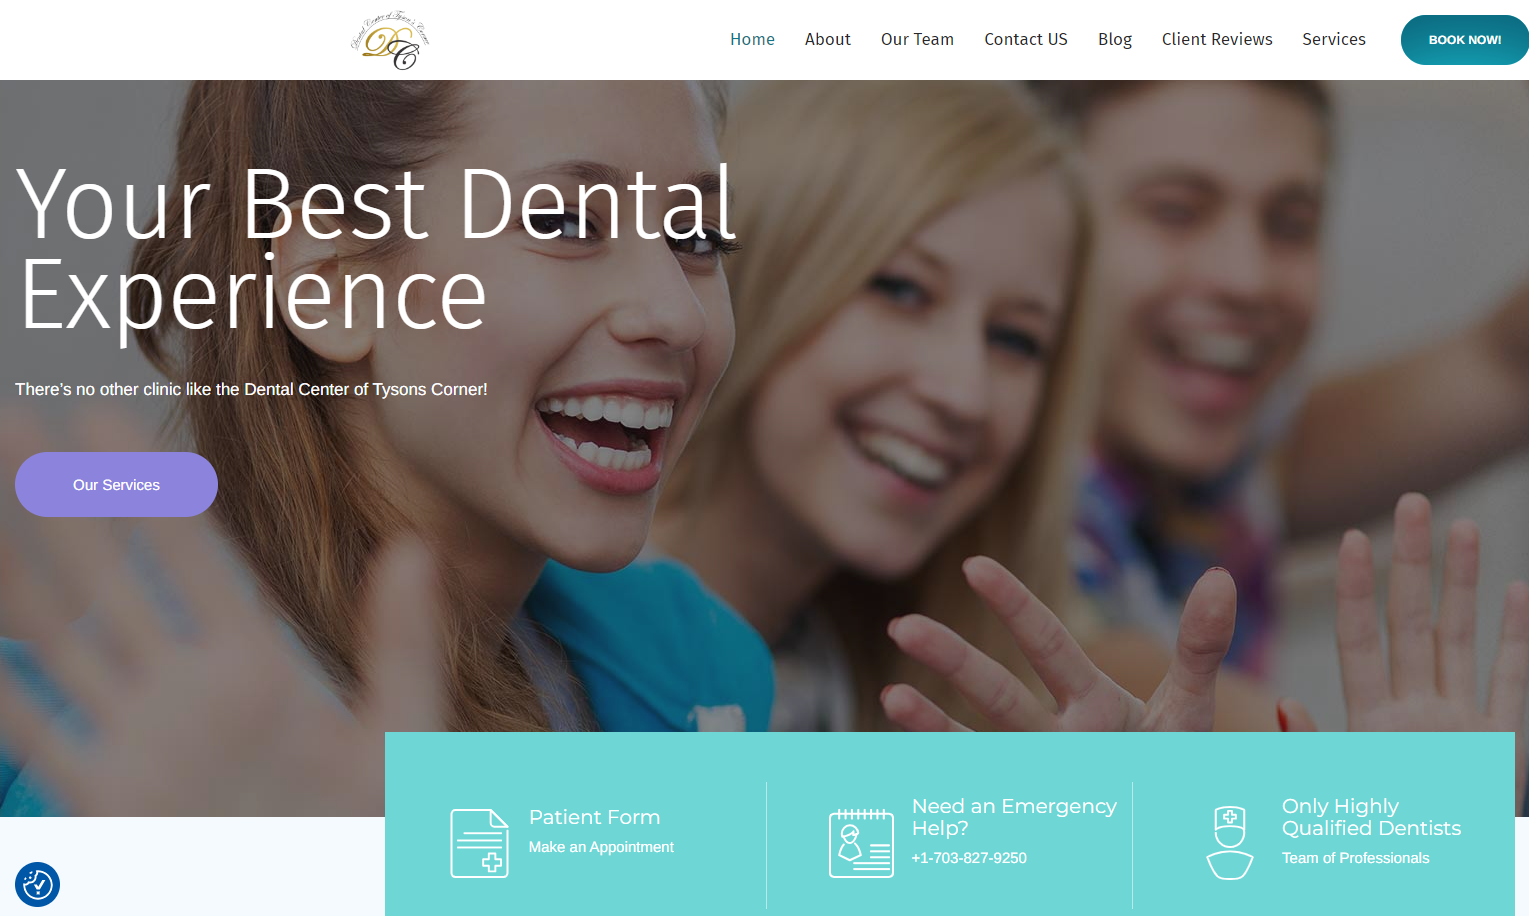 Dental Center of Tyson's Corner
DC
Home
About
Our Team
Contact US
Blog
Client Reviews
Services
BOOK NOW!
Your Best Dental
Experience
There's no other clinic like the Dental Center of Tysons Corner!
Our Services
Patient Form
Make an Appointment
Need an Emergency
Help?
+1-703-827-9250
Only Highly
Qualified Dentists
Team of Professionals